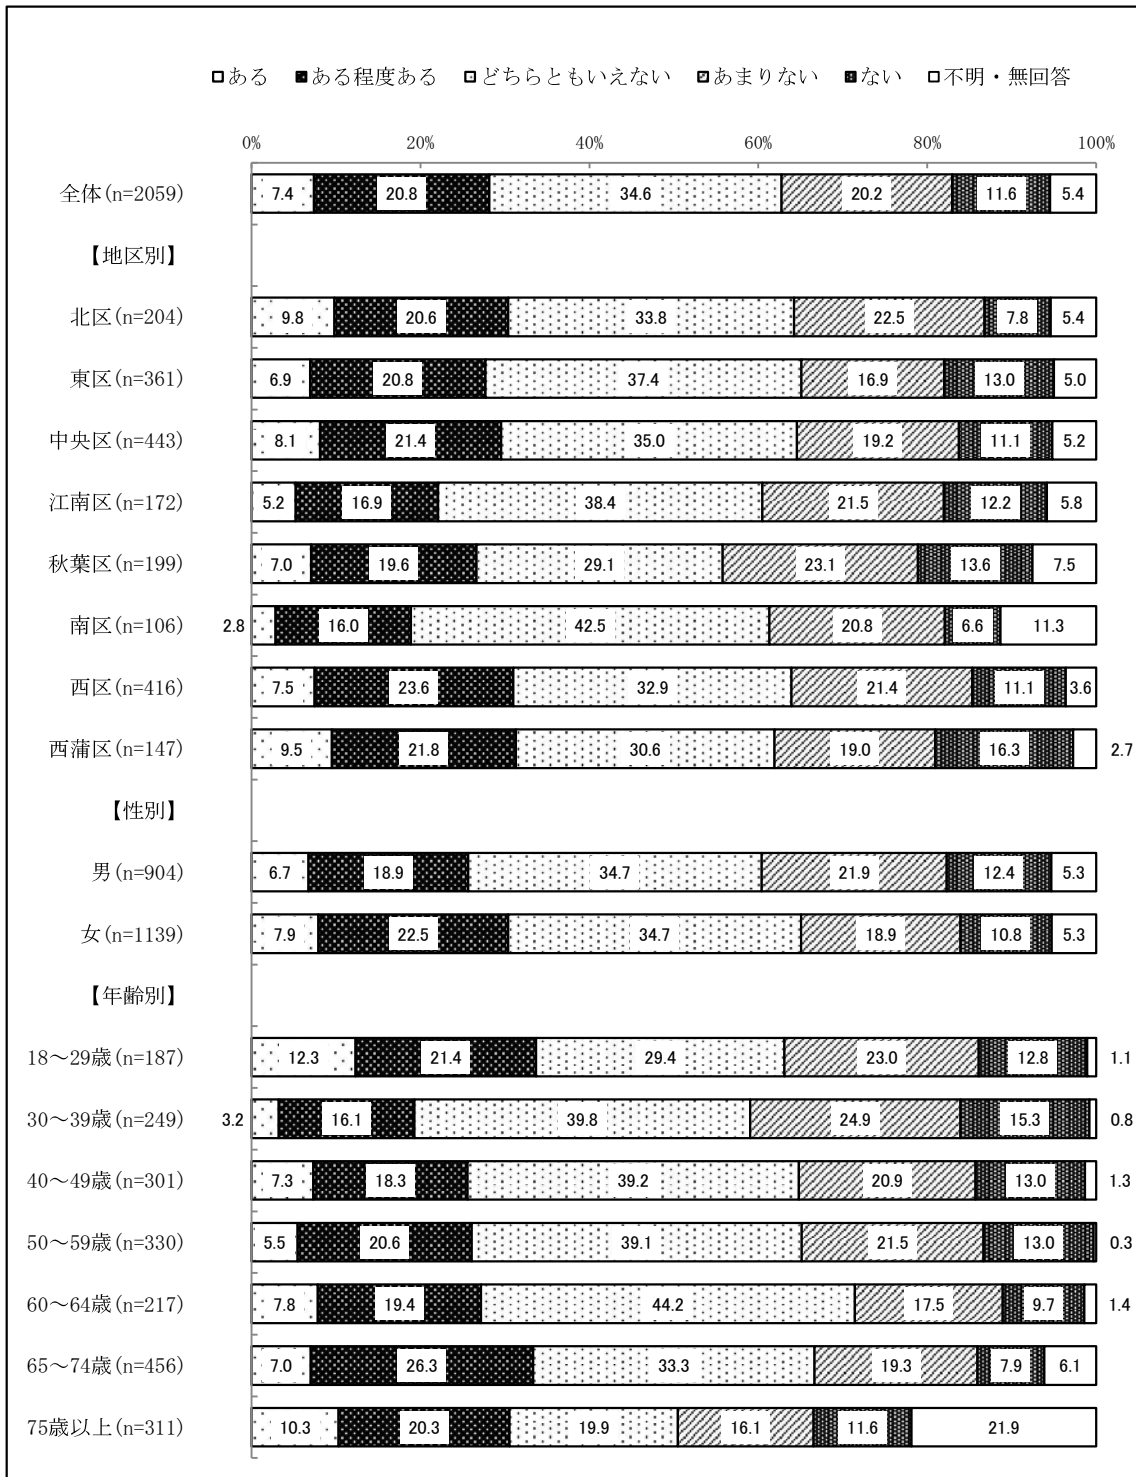 ある ある程度ある どちらともいえない あまりない ない 不明・無回答
0% 20% 40% 60% 80% 100%
全体(n=2059) 7.4 20.8 34.6 20.2 11.6 5.4
【地区別】
北区(n=204) 9.8 20.6 33.8 22.5 7.8 5.4
東区(n=361) 6.9 20.8 37.4 16.9 13.0 5.0
中央区(n=443) 8.1 21.4 35.0 19.2 11.1 5.2
江南区(n=172) 5.2 16.9 38.4 21.5 12.2 5.8
秋葉区(n=199) 7.0 19.6 29.1 23.1 13.6 7.5
南区(n=106) 2.8 16.0 42.5 20.8 6.6 11.3
西区(n=416) 7.5 23.6 32.9 21.4 11.1 3.6
西蒲区(n=147) 9.5 21.8 30.6 19.0 16.3 2.7
【性別】
男(n=904) 6.7 18.9 34.7 21.9 12.4 5.3
女(n=1139) 7.9 22.5 34.7 18.9 10.8 5.3
【年齢別】
18～29歳(n=187) 12.3 21.4 29.4 23.0 12.8 1.1
30～39歳(n=249) 3.2 16.1 39.8 24.9 15.3 0.8
40～49歳(n=301) 7.3 18.3 39.2 20.9 13.0 1.3
50～59歳(n=330) 5.5 20.6 39.1 21.5 13.0 0.3
60～64歳(n=217) 7.8 19.4 44.2 17.5 9.7 1.4
65～74歳(n=456) 7.0 26.3 33.3 19.3 7.9 6.1
75歳以上(n=311) 10.3 20.3 19.9 16.1 11.6 21.9